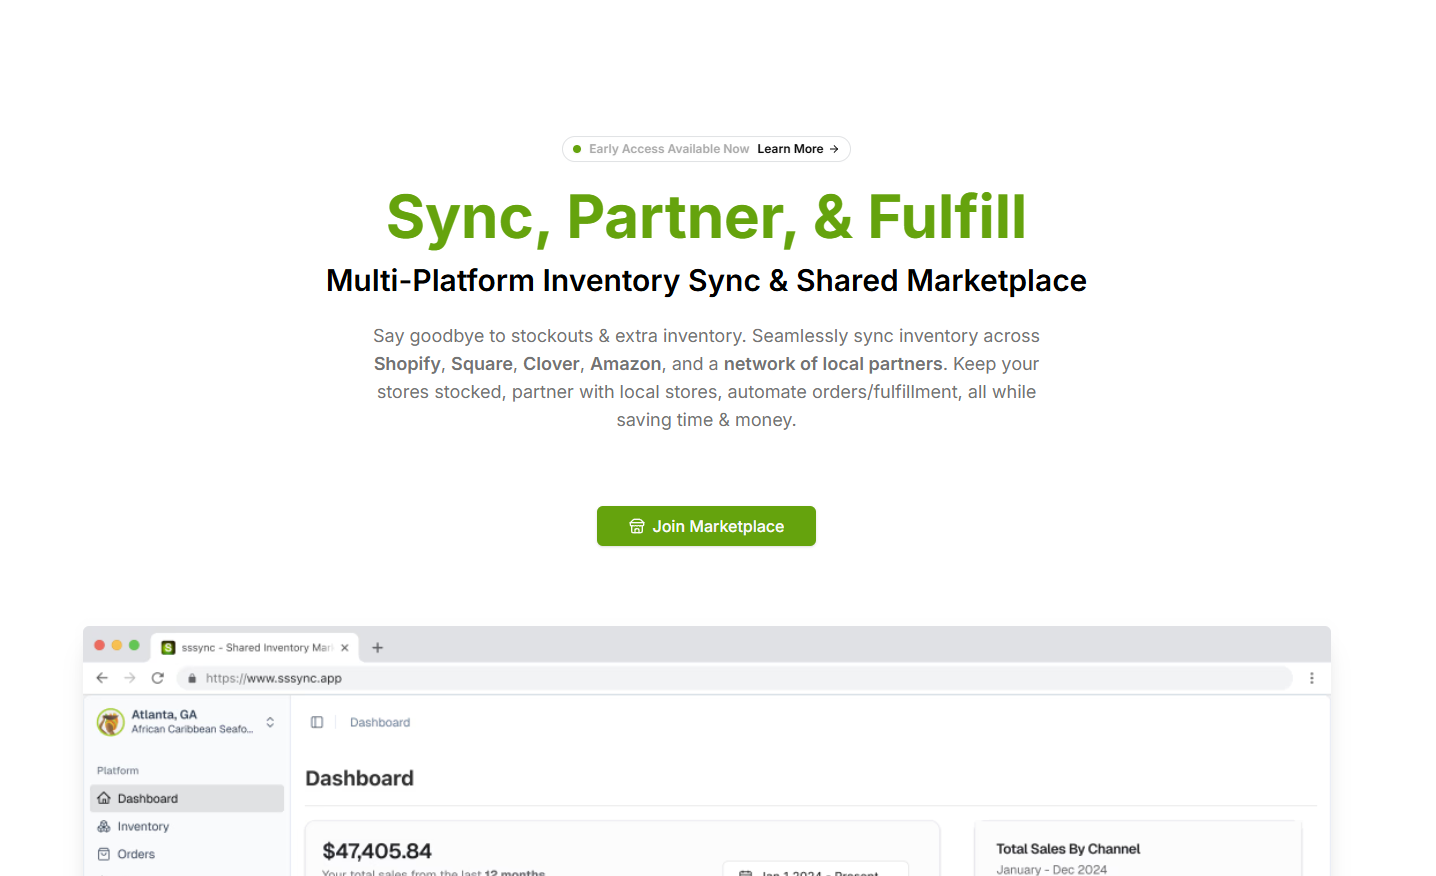 Early Access Available Now Learn More →
Sync, Partner, & Fulfill
Multi-Platform Inventory Sync & Shared Marketplace
Say goodbye to stockouts & extra inventory. Seamlessly sync inventory across
Shopify, Square, Clover, Amazon, and a network of local partners. Keep your
stores stocked, partner with local stores, automate orders/fulfillment, all while
saving time & money.
Join Marketplace
S sssync - Shared Inventory Mar
https://www.sssync.app
Atlanta, GA
African Caribbean Seafo...
Dashboard
Platform
Dashboard
Dashboard
Inventory
Orders
$47,405.84
Your total sales from the last 12 months
Jan 1 2024 - Present
Total Sales By Channel
January - Dec 2024